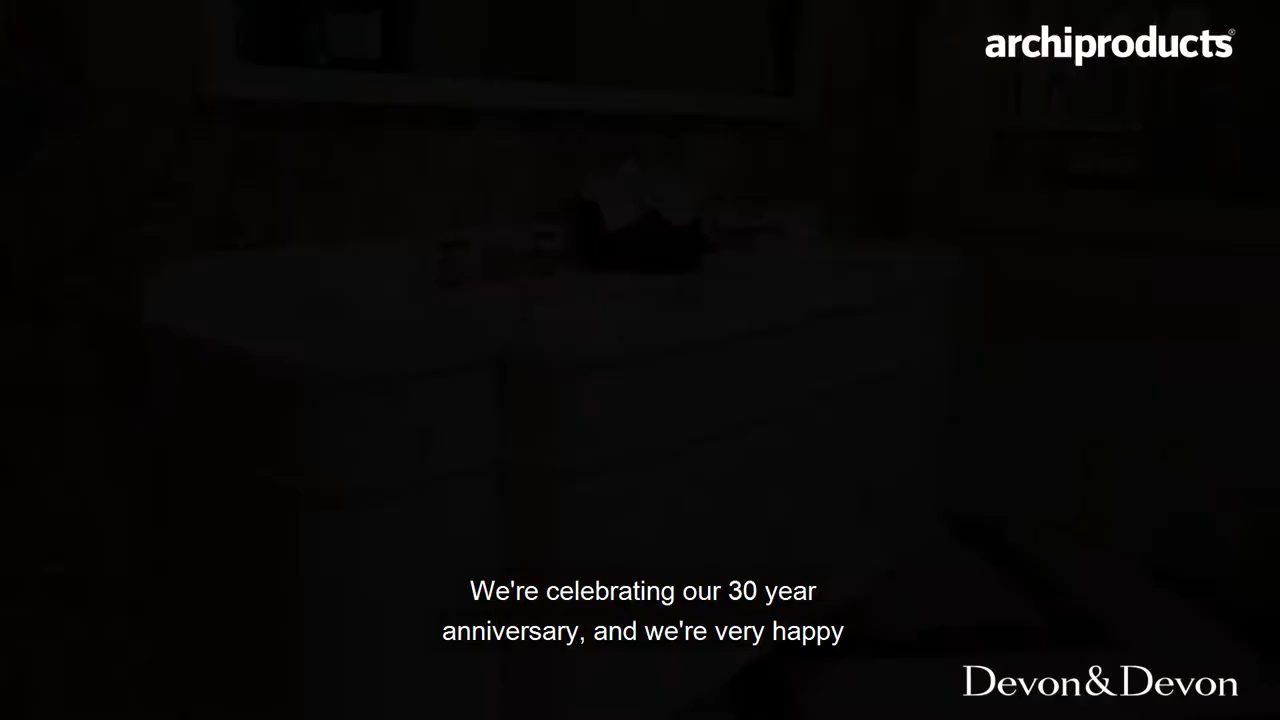 archiproducts®
We're celebrating our 30 year
anniversary, and we're very happy
Devon&Devon